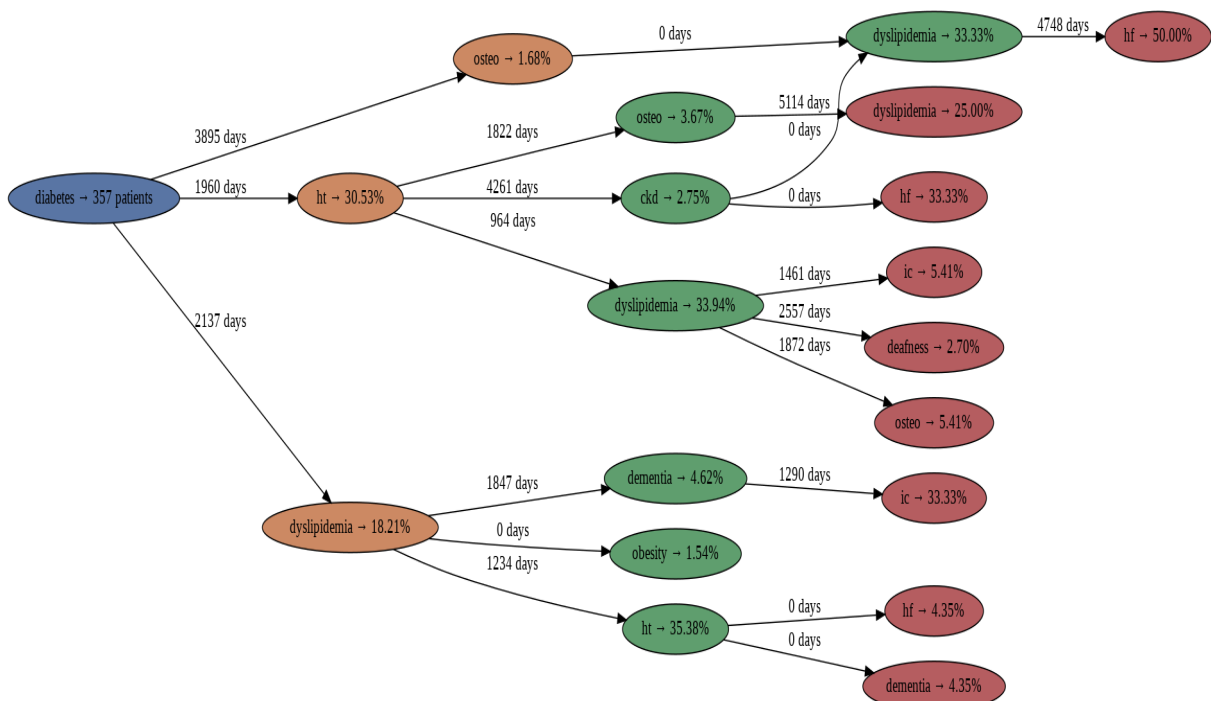 4748 days
dyslipidemia → 33.33%
hf → 50.00%
0 days
osteo → 1.68%
5114 days
dyslipidemia → 25.00%
osteo → 3.67%
0 days
1822 days
3895 days
1960 days
4261 days
0 days
diabetes → 357 patients
ht → 30.53%
ckd → 2.75%
hf → 33.33%
964 days
1461 days
ic → 5.41%
dyslipidemia → 33.94%
2557 days
2137 days
1872 days
deafness → 2.70%
osteo → 5.41%
dementia → 4.62%
1290 days
1847 days
ic → 33.33%
dyslipidemia → 18.21%
0 days
obesity → 1.54%
1234 days
0 days
hf → 4.35%
ht → 35.38%
0 days
dementia → 4.35%